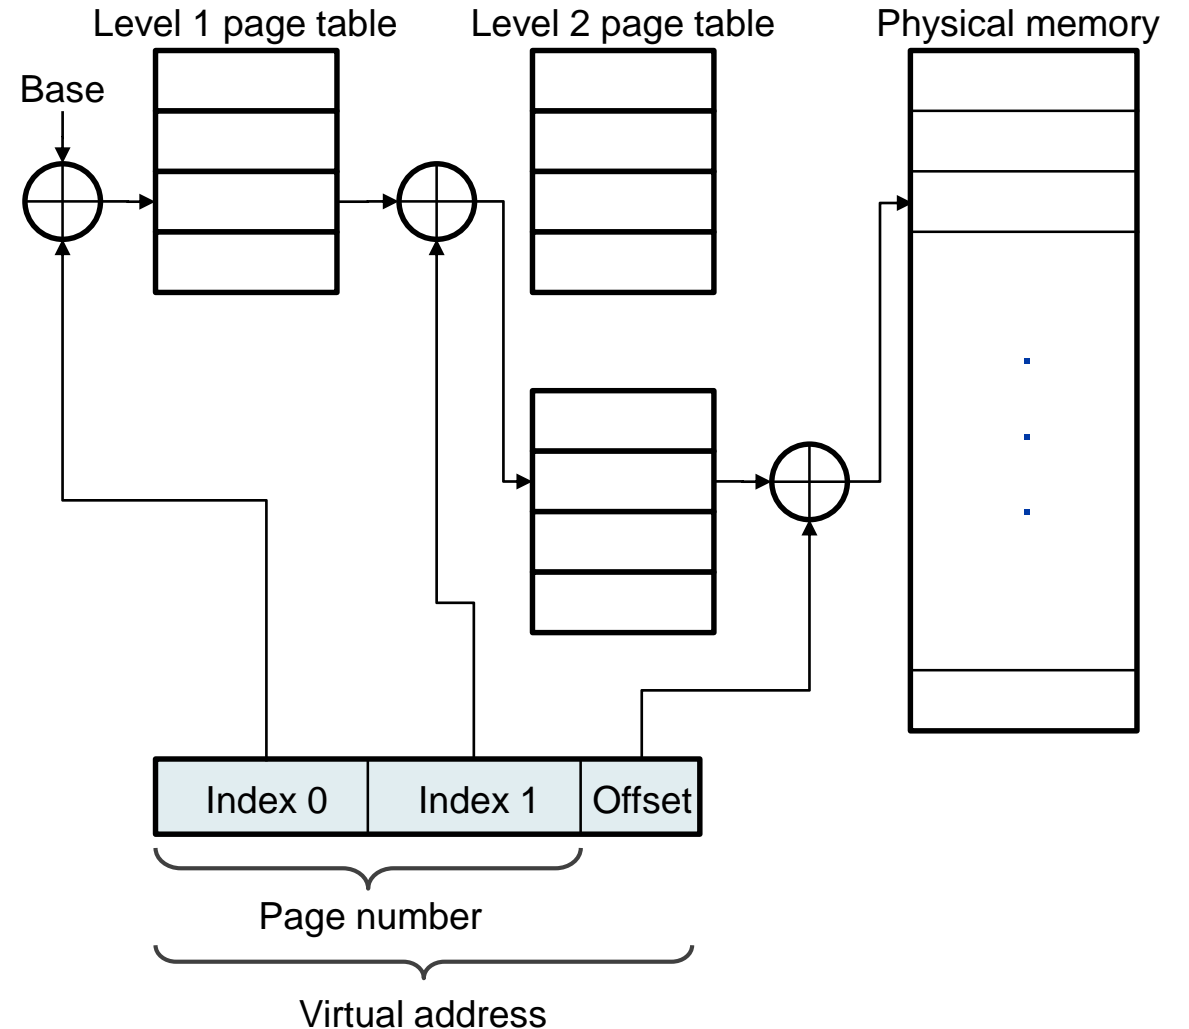 Level 1 page table
Level 2 page table
Physical memory
Base
Index 0
Index 1
Offset
Page number
Virtual address